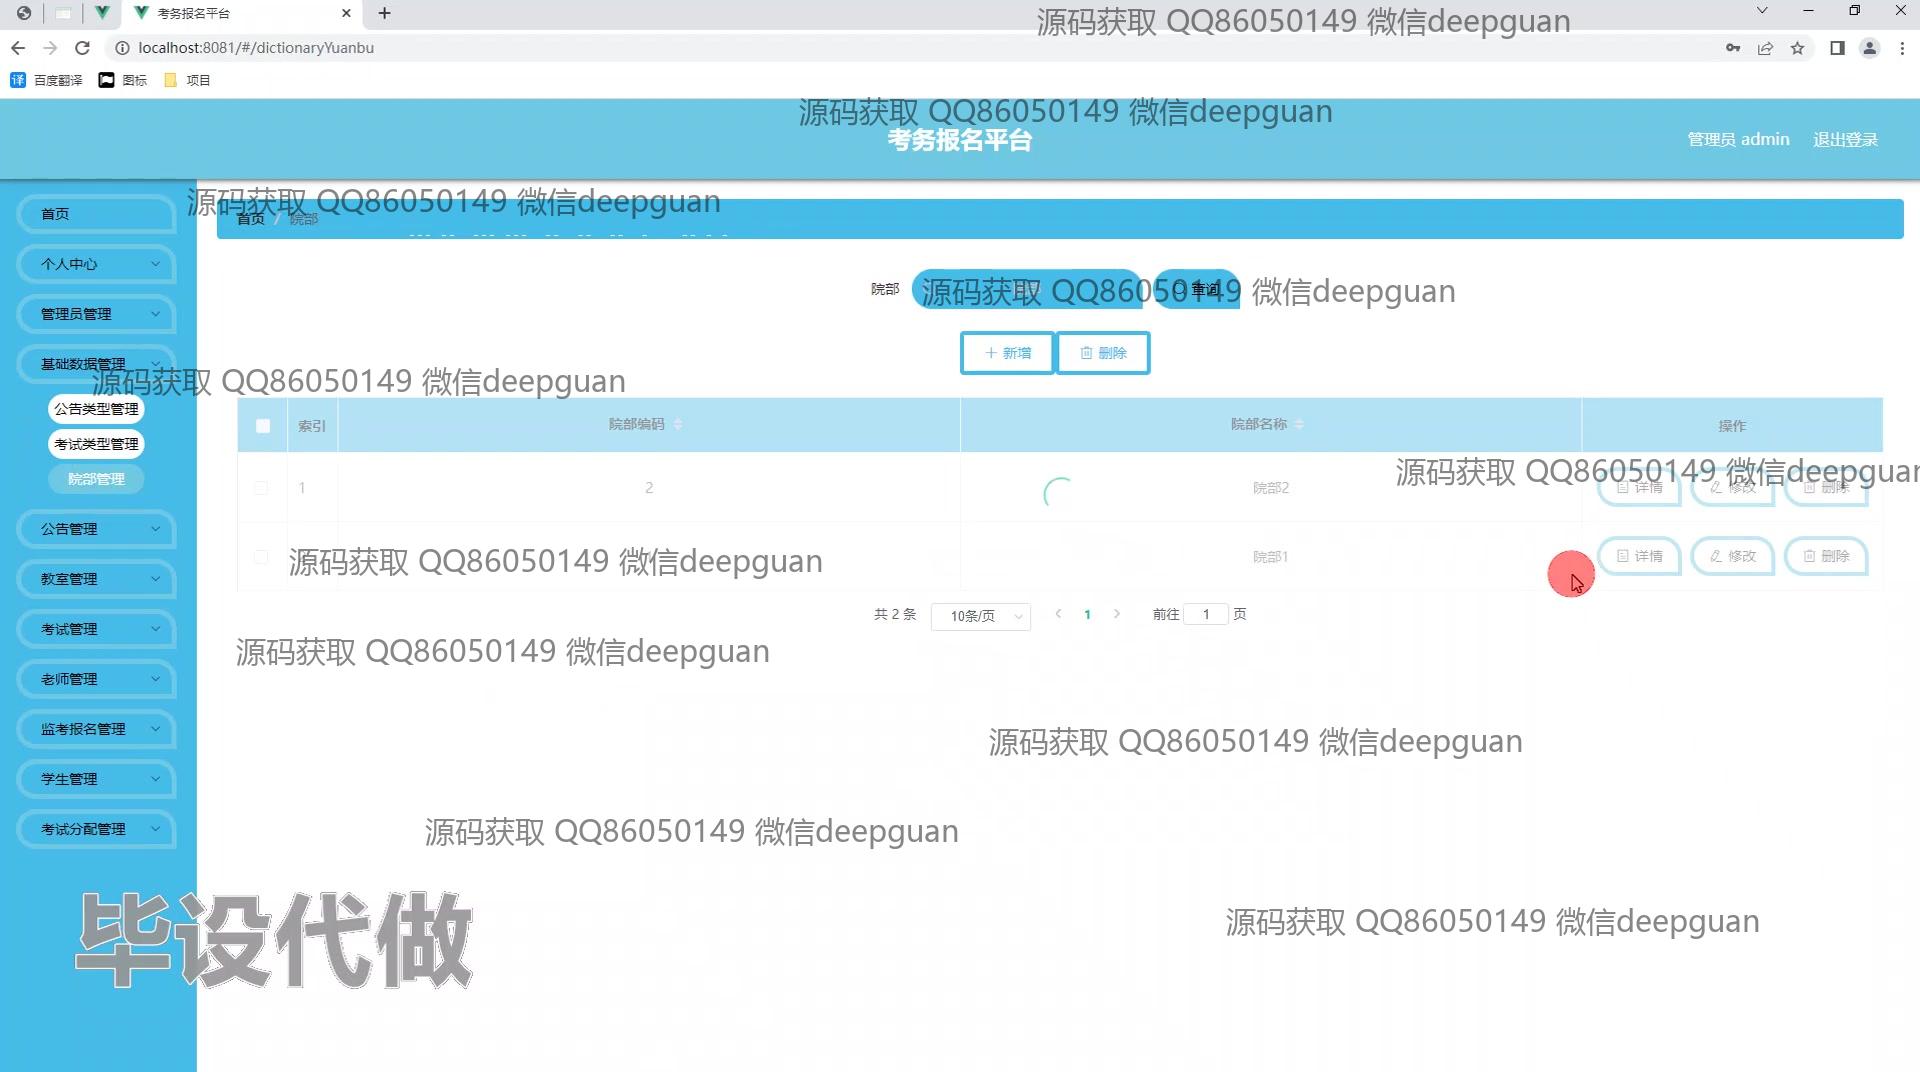 考务报名平台
localhost:8081/#/dictionaryYuanbu
源码获取 QQ86050149 微信deepguan
百度翻译 图标 项目
源码获取 QQ86050149 微信deepguan
考务报名平台
管理员 admin 退出登录
源码获取 QQ86050149 微信deepguan
首页 / 院部
首页
个人中心
管理员管理
基础数据管理
公告类型管理
考试类型管理
院部管理
公告管理
教室管理
考试管理
老师管理
监考报名管理
学生管理
考试分配管理
院部 查询
源码获取 QQ86050149 微信deepguan
新增 删除
源码获取 QQ86050149 微信deepguan
索引 院部编码 院部名称 操作
源码获取 QQ86050149 微信deepguan
1 2 院部2 详情 修改 删除
源码获取 QQ86050149 微信deepguan
院部1 详情 修改 删除
共 2 条 10条/页 1 前往 1 页
源码获取 QQ86050149 微信deepguan
源码获取 QQ86050149 微信deepguan
源码获取 QQ86050149 微信deepguan
源码获取 QQ86050149 微信deepguan
毕设代做